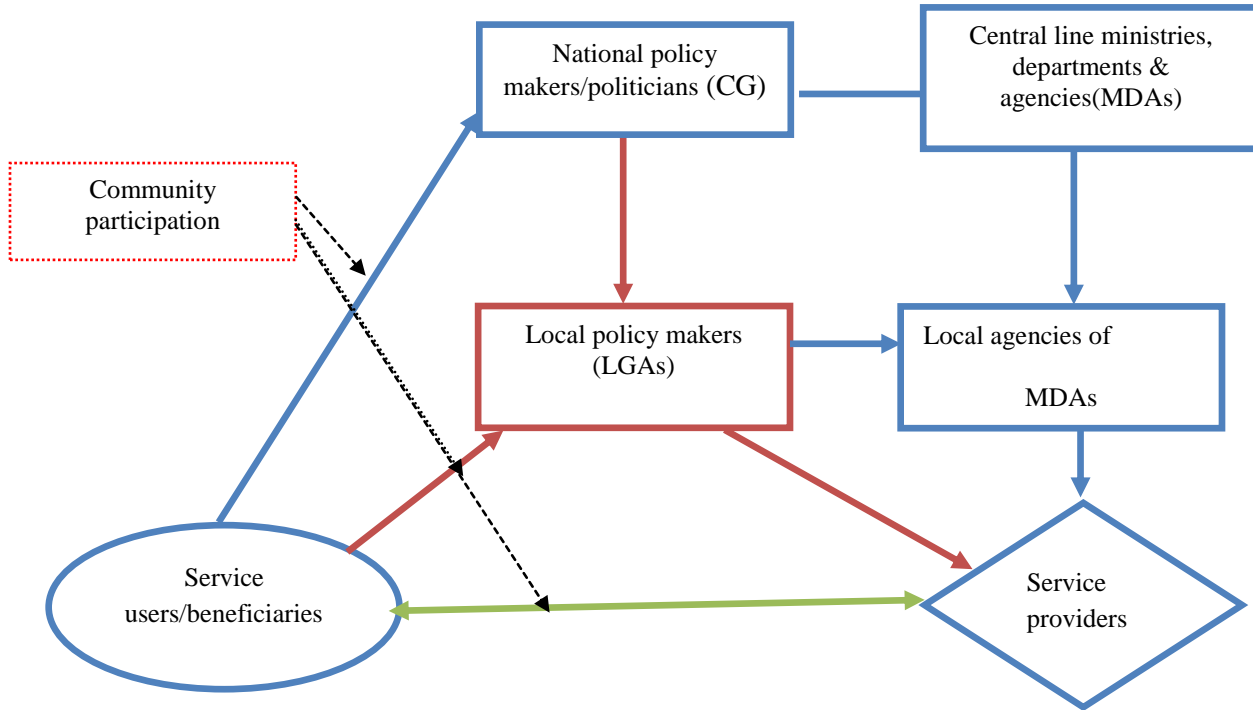 National policy
makers/politicians (CG)
Central line ministries,
departments &
agencies(MDAs)
Community
participation
Local policy makers
(LGAs)
Local agencies of
MDAs
Service
users/beneficiaries
Service
providers